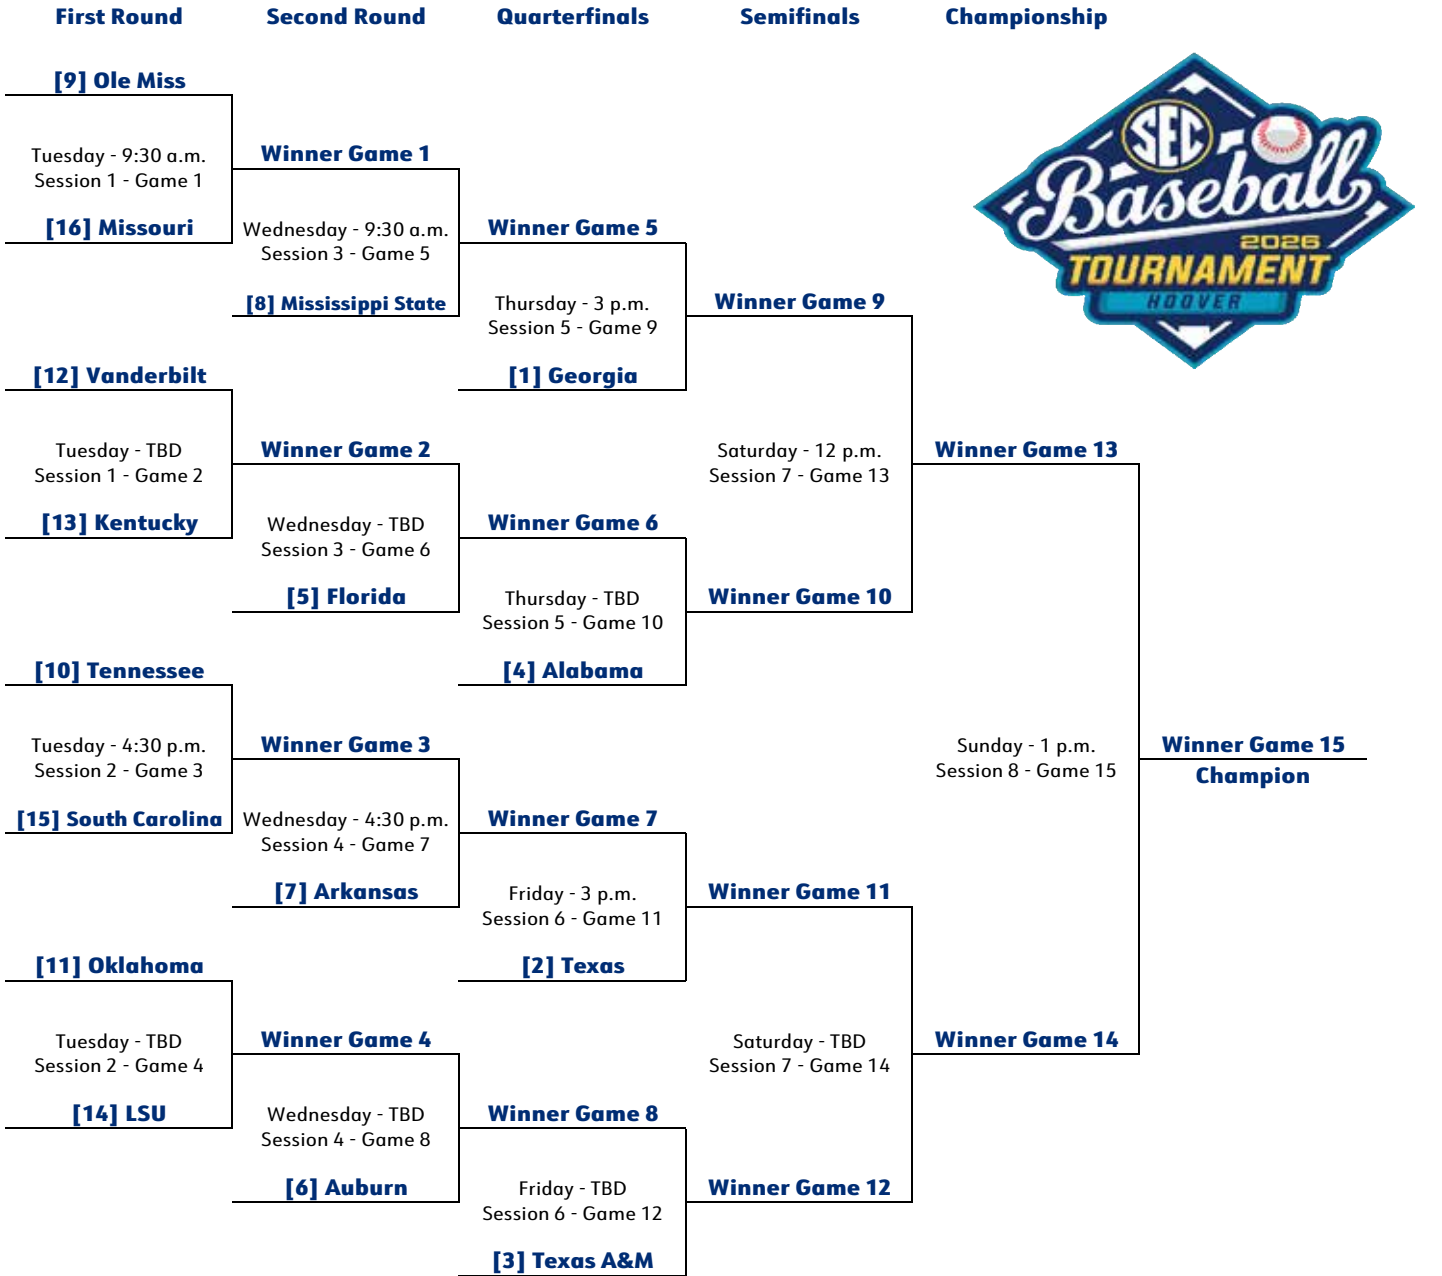 First Round
Second Round
Quarterfinals
Semifinals
Championship
SEC
Baseball
2026
TOURNAMENT
HOOVER
[9] Ole Miss
Tuesday - 9:30 a.m.
Session 1 - Game 1
[16] Missouri
[12] Vanderbilt
Tuesday - TBD
Session 1 - Game 2
[13] Kentucky
[10] Tennessee
Tuesday - 4:30 p.m.
Session 2 - Game 3
[15] South Carolina
[11] Oklahoma
Tuesday - TBD
Session 2 - Game 4
[14] LSU
Winner Game 1
Wednesday - 9:30 a.m.
Session 3 - Game 5
[8] Mississippi State
Winner Game 2
Wednesday - TBD
Session 3 - Game 6
[5] Florida
Winner Game 3
Wednesday - 4:30 p.m.
Session 4 - Game 7
[7] Arkansas
Winner Game 4
Wednesday - TBD
Session 4 - Game 8
[6] Auburn
Winner Game 5
Thursday - 3 p.m.
Session 5 - Game 9
[1] Georgia
Winner Game 6
Thursday - TBD
Session 5 - Game 10
[4] Alabama
Winner Game 7
Friday - 3 p.m.
Session 6 - Game 11
[2] Texas
Winner Game 8
Friday - TBD
Session 6 - Game 12
[3] Texas A&M
Winner Game 9
Saturday - 12 p.m.
Session 7 - Game 13
Winner Game 10
Winner Game 11
Saturday - TBD
Session 7 - Game 14
Winner Game 12
Winner Game 13
Sunday - 1 p.m.
Session 8 - Game 15
Winner Game 14
Winner Game 15
Champion